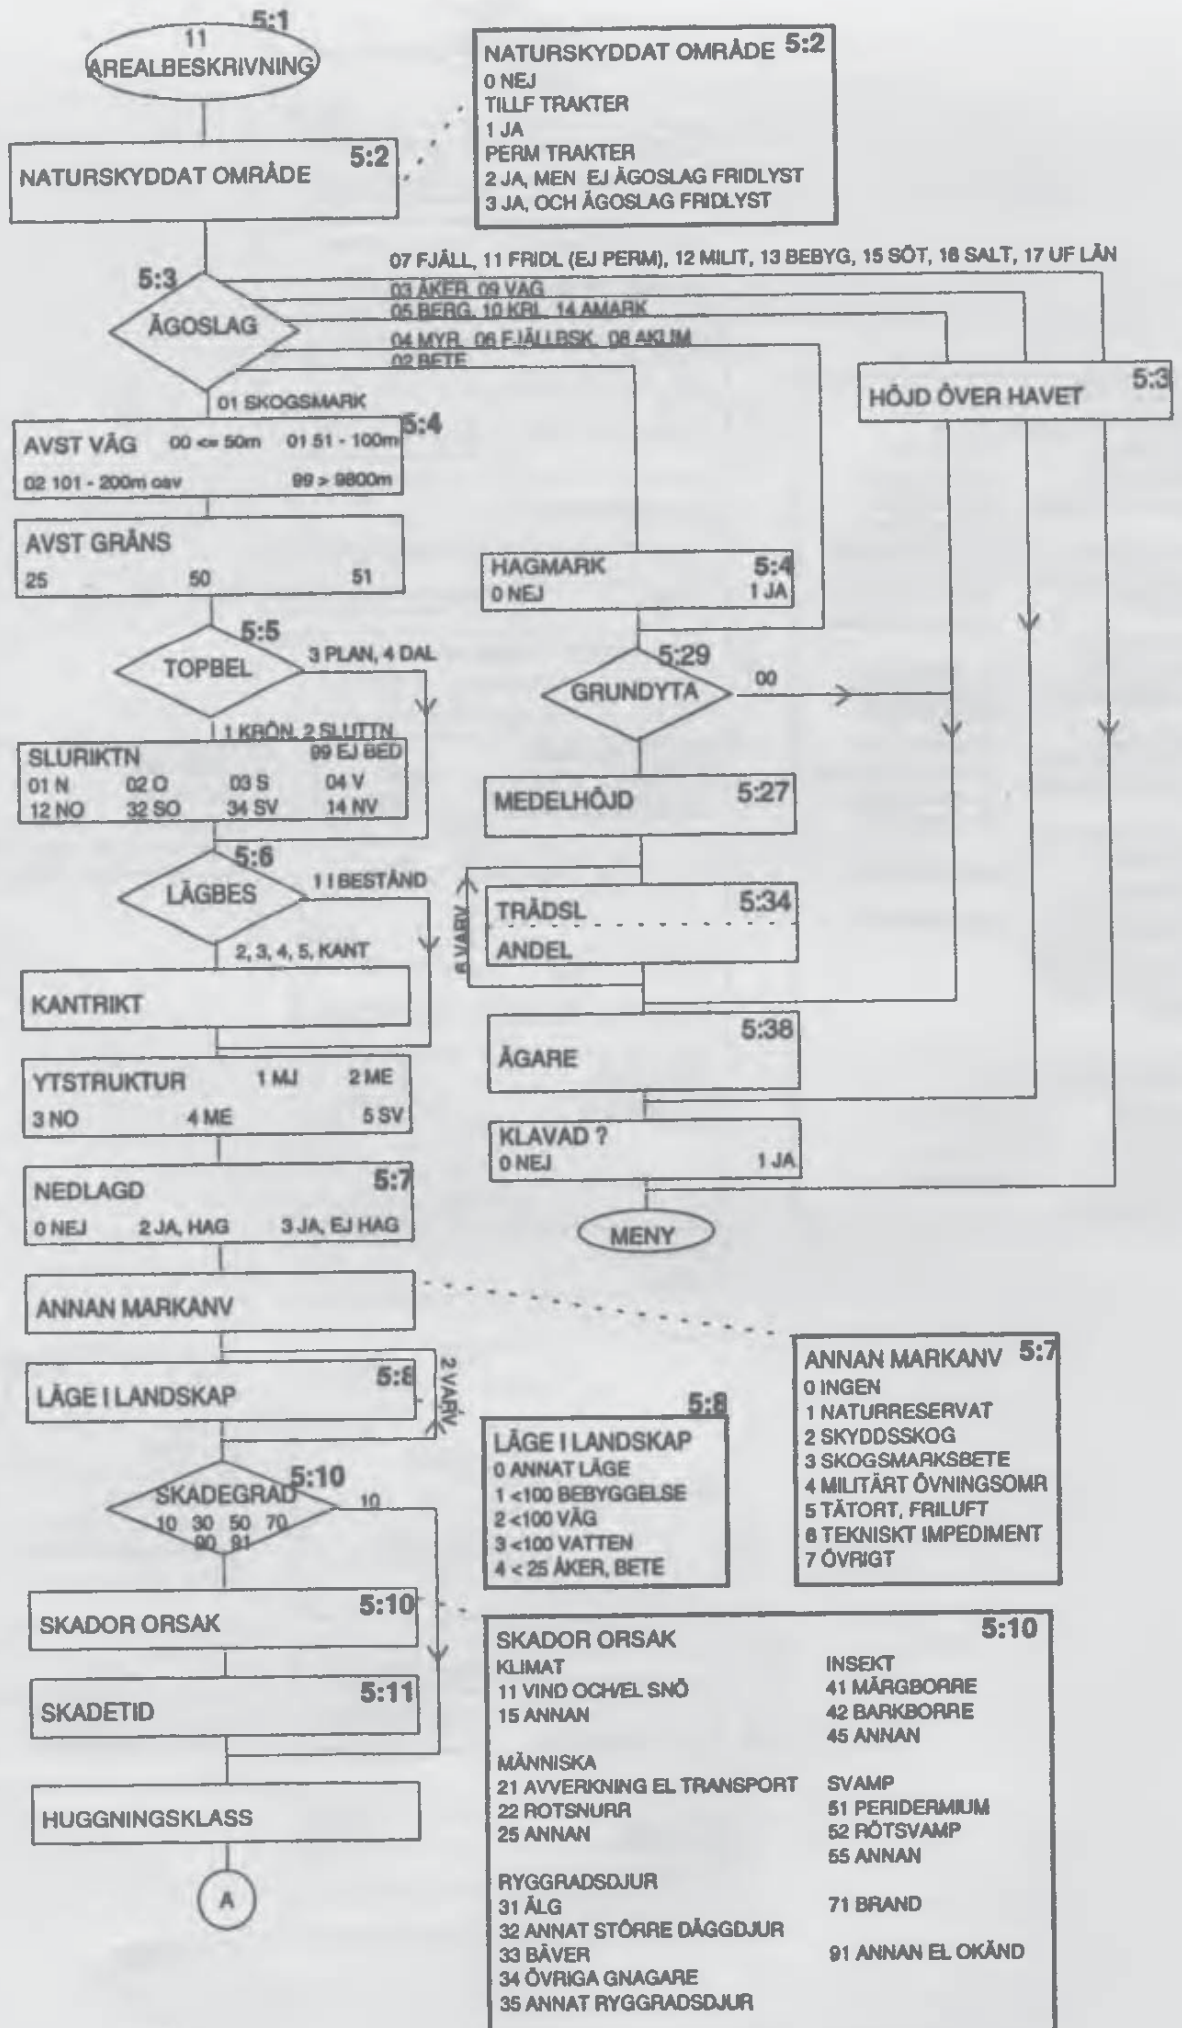 5:1
11
AREALBESKRIVNING
NATURSKYDDAT OMRÅDE 5:2
0 NEJ
TILLF TRAKTER
1 JA
PERM TRAKTER
2 JA, MEN EJ ÄGOSLAG FRIDLYST
3 JA, OCH ÄGOSLAG FRIDLYST
5:2
NATURSKYDDAT OMRÅDE
07 FJÄLL, 11 FRIDL (EJ PERM), 12 MILIT, 13 BEBYG, 15 SÖT, 16 SALT, 17 UF LÄN
5:3
ÄGOSLAG
03 ÅKER, 09 VÄG
05 BERG, 10 KRL, 14 AMARK
04 MYR, 06 FJÄLLBSK, 08 AKLIM
02 BETE
01 SKOGSMARK
HÖJD ÖVER HAVET 5:3
5:4
AVST VÄG 00 <= 50m 01 51 - 100m
02 101 - 200m osv 99 > 9800m
AVST GRÄNS
25 50 51
HAGMARK 5:4
0 NEJ 1 JA
5:5
TOPBEL
3 PLAN, 4 DAL
1 KRÖN, 2 SLUTTN
5:29
GRUNDYTA
00
SLURIKTN 99 EJ BED
01 N 02 O 03 S 04 V
12 NO 32 SO 34 SV 14 NV
MEDELHÖJD 5:27
5:6
LÄGBES
1 I BESTÅND
2, 3, 4, 5, KANT
9 VARV
TRÄDSL 5:34
ANDEL
KANTRIKT
5:38
ÄGARE
YTSTRUKTUR 1 MJ 2 ME
3 NO 4 ME 5 SV
KLAVAD ?
0 NEJ 1 JA
NEDLAGD 5:7
0 NEJ 2 JA, HAG 3 JA, EJ HAG
MENY
ANNAN MARKANV
LÄGE I LANDSKAP 5:8
2 VARV
ANNAN MARKANV 5:7
0 INGEN
1 NATURRESERVAT
2 SKYDDSSKOG
3 SKOGSMARKSBETE
4 MILITÄRT ÖVNINGSOMR
5 TÄTORT, FRILUFT
6 TEKNISKT IMPEDIMENT
7 ÖVRIGT
5:8
LÄGE I LANDSKAP
0 ANNAT LÄGE
1 <100 BEBYGGELSE
2 <100 VÄG
3 <100 VATTEN
4 < 25 ÅKER, BETE
5:10
SKADEGRAD
10 30 50 70
90 91
10
SKADOR ORSAK 5:10
SKADETID 5:11
HUGGNINGSKLASS
A
SKADOR ORSAK 5:10
KLIMAT
11 VIND OCH/EL SNÖ
15 ANNAN
MÄNNISKA
21 AVVERKNING EL TRANSPORT
22 ROTSNURR
25 ANNAN
RYGGRADSDJUR
31 ÄLG
32 ANNAT STÖRRE DÄGGDJUR
33 BÄVER
34 ÖVRIGA GNAGARE
35 ANNAT RYGGRADSDJUR
INSEKT
41 MÄRGBORRE
42 BARKBORRE
45 ANNAN
SVAMP
51 PERIDERMIUM
52 RÖTSVAMP
55 ANNAN
71 BRAND
91 ANNAN EL OKÄND